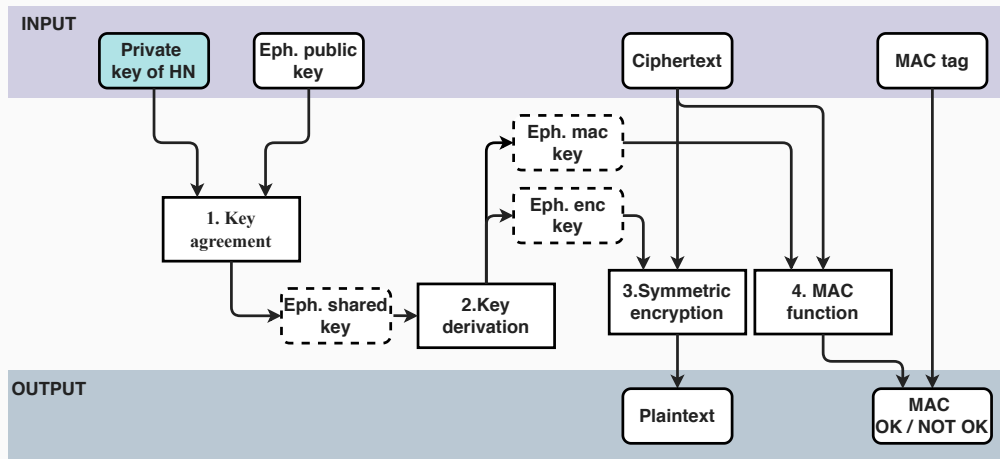 INPUT
Private
key of HN
Eph. public
key
Ciphertext
MAC tag
Eph. mac
key
Eph. enc
key
1. Key
agreement
Eph. shared
key
2.Key
derivation
3.Symmetric
encryption
4. MAC
function
OUTPUT
Plaintext
MAC
OK / NOT OK